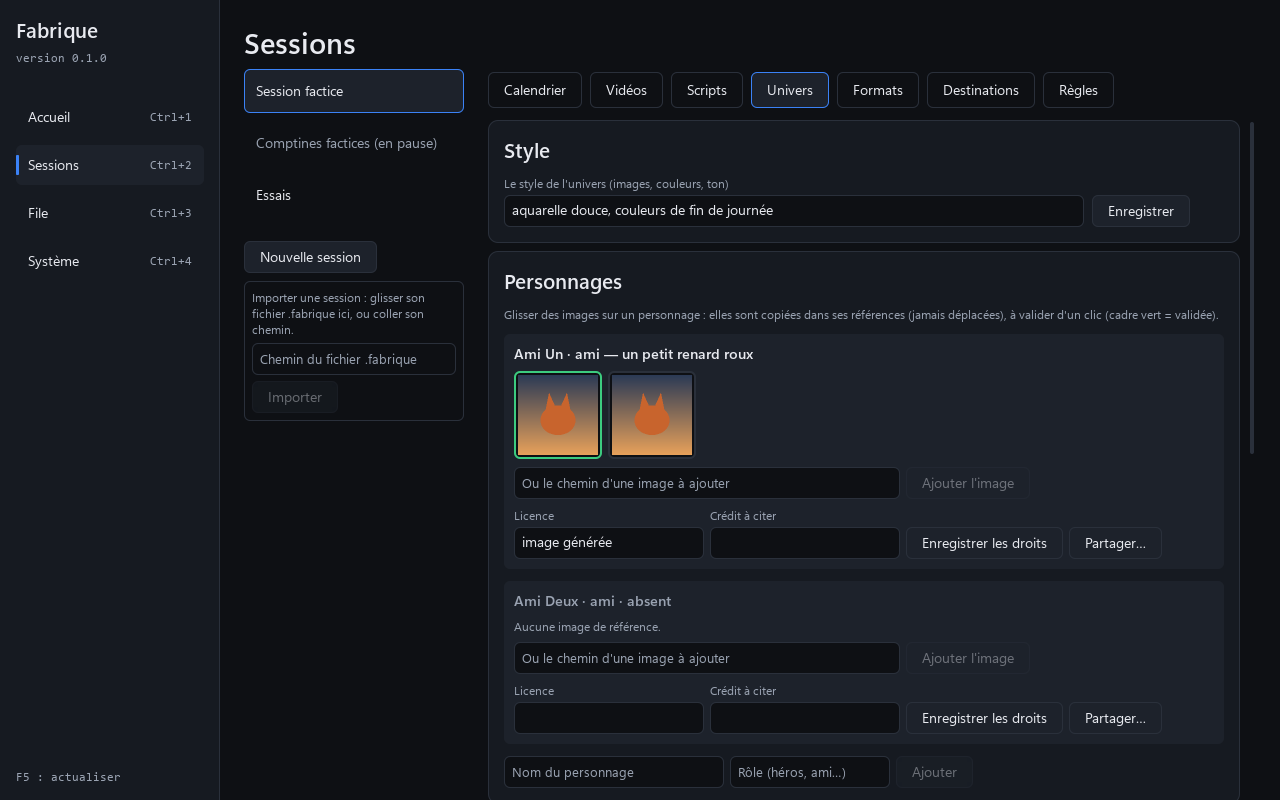 Fabrique
version 0.1.0
Accueil Ctrl+1
Sessions Ctrl+2
File Ctrl+3
Système Ctrl+4
F5 : actualiser
Sessions
Session factice
Comptines factices (en pause)
Essais
Nouvelle session
Importer une session : glisser son
fichier .fabrique ici, ou coller son
chemin.
Chemin du fichier .fabrique
Importer
Calendrier Vidéos Scripts Univers Formats Destinations Règles
Style
Le style de l'univers (images, couleurs, ton)
aquarelle douce, couleurs de fin de journée Enregistrer
Personnages
Glisser des images sur un personnage : elles sont copiées dans ses références (jamais déplacées), à valider d'un clic (cadre vert = validée).
Ami Un · ami — un petit renard roux
Ou le chemin d'une image à ajouter Ajouter l'image
Licence Crédit à citer
image générée Enregistrer les droits Partager...
Ami Deux · ami · absent
Aucune image de référence.
Ou le chemin d'une image à ajouter Ajouter l'image
Licence Crédit à citer
Enregistrer les droits Partager...
Nom du personnage Rôle (héros, ami...) Ajouter